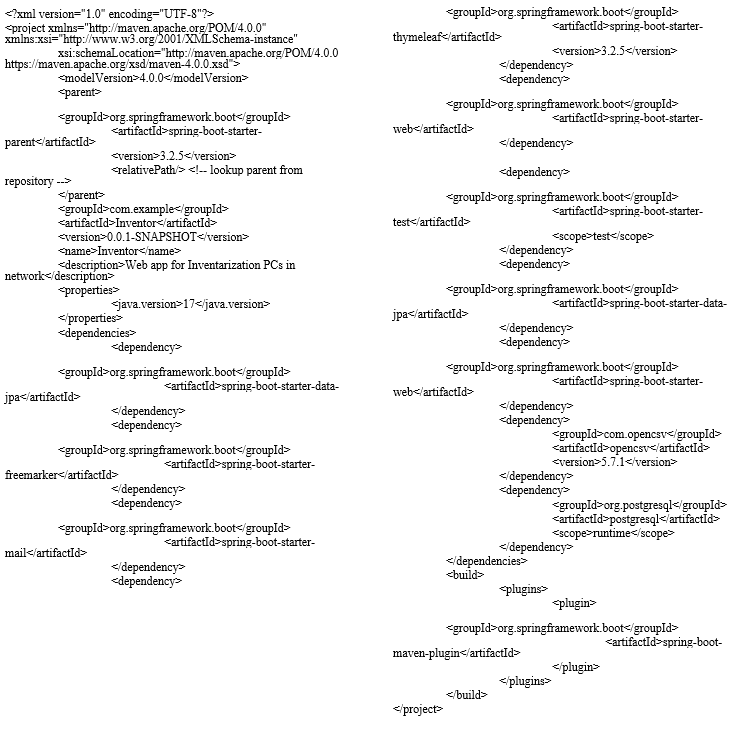 <?xml version="1.0" encoding="UTF-8"?>
<project xmlns="http://maven.apache.org/POM/4.0.0"
xmlns:xsi="http://www.w3.org/2001/XMLSchema-instance"
xsi:schemaLocation="http://maven.apache.org/POM/4.0.0
https://maven.apache.org/xsd/maven-4.0.0.xsd">
<modelVersion>4.0.0</modelVersion>
<parent>
<groupId>org.springframework.boot</groupId>
<artifactId>spring-boot-starter-
parent</artifactId>
<version>3.2.5</version>
<relativePath/> <!-- lookup parent from
repository -->
</parent>
<groupId>com.example</groupId>
<artifactId>Inventor</artifactId>
<version>0.0.1-SNAPSHOT</version>
<name>Inventor</name>
<description>Web app for Inventarization PCs in
network</description>
<properties>
<java.version>17</java.version>
</properties>
<dependencies>
<dependency>
<groupId>org.springframework.boot</groupId>
<artifactId>spring-boot-starter-data-
jpa</artifactId>
</dependency>
<dependency>
<groupId>org.springframework.boot</groupId>
<artifactId>spring-boot-starter-
freemarker</artifactId>
</dependency>
<dependency>
<groupId>org.springframework.boot</groupId>
<artifactId>spring-boot-starter-
mail</artifactId>
</dependency>
<dependency>
<groupId>org.springframework.boot</groupId>
<artifactId>spring-boot-starter-
thymeleaf</artifactId>
<version>3.2.5</version>
</dependency>
<dependency>
<groupId>org.springframework.boot</groupId>
<artifactId>spring-boot-starter-
web</artifactId>
</dependency>
<dependency>
<groupId>org.springframework.boot</groupId>
<artifactId>spring-boot-starter-
test</artifactId>
<scope>test</scope>
</dependency>
<dependency>
<groupId>org.springframework.boot</groupId>
<artifactId>spring-boot-starter-data-
jpa</artifactId>
</dependency>
<dependency>
<groupId>org.springframework.boot</groupId>
<artifactId>spring-boot-starter-
web</artifactId>
</dependency>
<dependency>
<groupId>com.opencsv</groupId>
<artifactId>opencsv</artifactId>
<version>5.7.1</version>
</dependency>
<dependency>
<groupId>org.postgresql</groupId>
<artifactId>postgresql</artifactId>
<scope>runtime</scope>
</dependency>
</dependencies>
<build>
<plugins>
<plugin>
<groupId>org.springframework.boot</groupId>
<artifactId>spring-boot-
maven-plugin</artifactId>
</plugin>
</plugins>
</build>
</project>